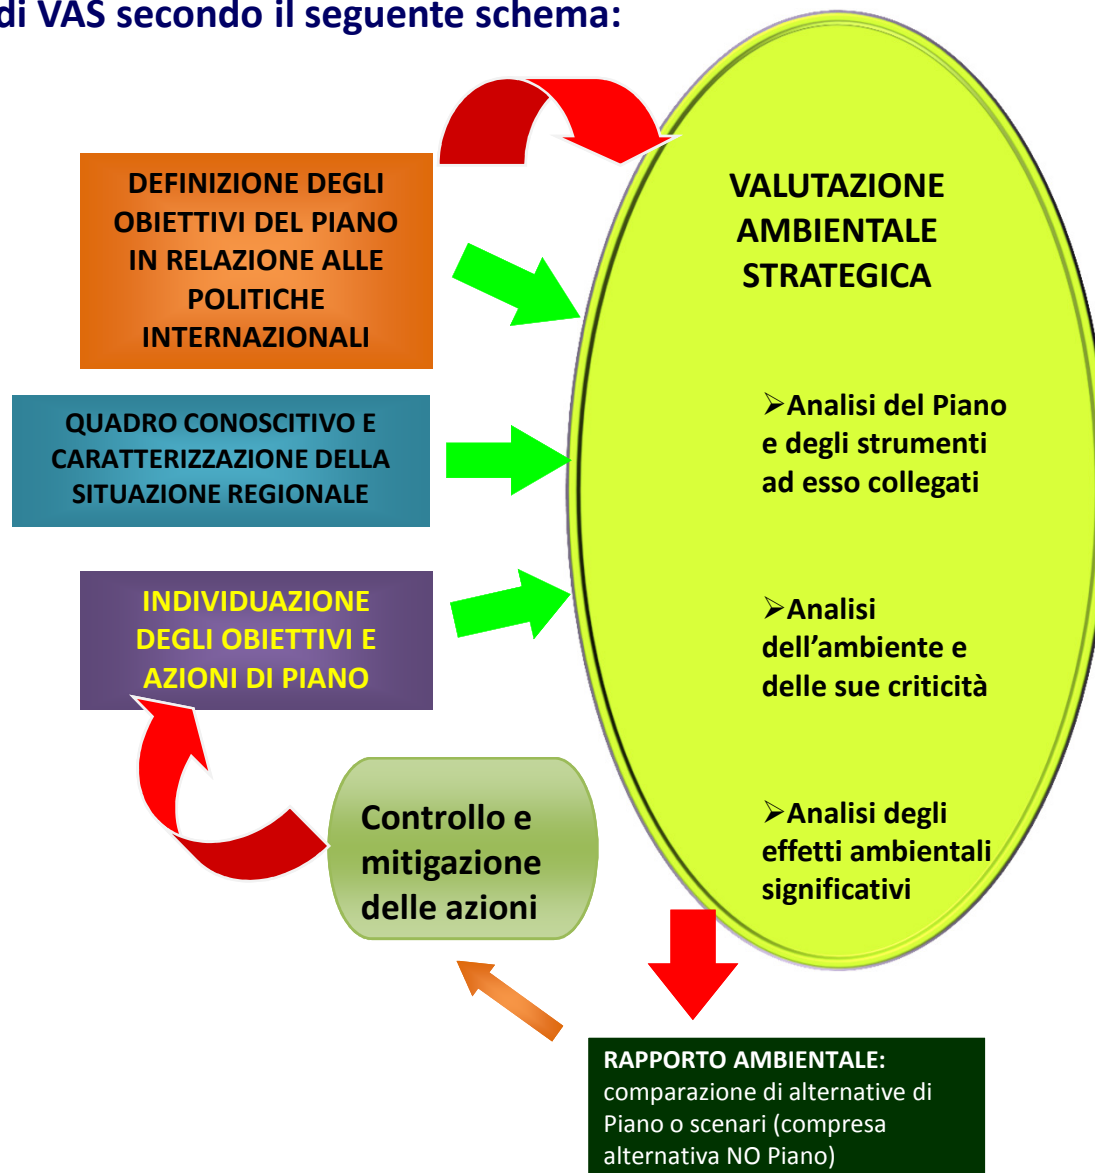 di VAS secondo il seguente schema:
DEFINIZIONE DEGLI
OBIETTIVI DEL PIANO
IN RELAZIONE ALLE
POLITICHE
INTERNAZIONALI
QUADRO CONOSCITIVO E
CARATTERIZZAZIONE DELLA
SITUAZIONE REGIONALE
INDIVIDUAZIONE
DEGLI OBIETTIVI E
AZIONI DI PIANO
VALUTAZIONE
AMBIENTALE
STRATEGICA
➢Analisi del Piano
e degli strumenti
ad esso collegati
➢Analisi
dell’ambiente e
delle sue criticità
➢Analisi degli
effetti ambientali
significativi
Controllo e
mitigazione
delle azioni
RAPPORTO AMBIENTALE:
comparazione di alternative di
Piano o scenari (compresa
alternativa NO Piano)